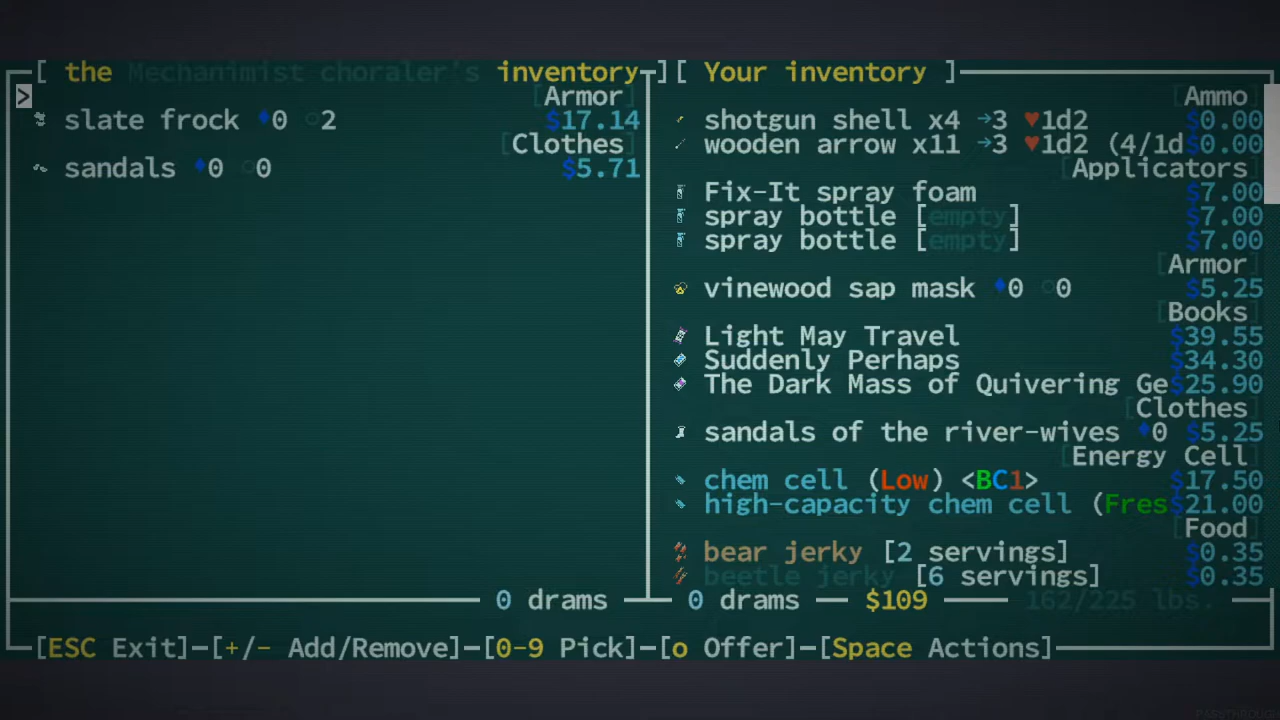 [ the Mechanimist choraler's inventory ]
[Armor]
> 
slate frock ♦0 ○2 $17.14
[Clothes]
sandals ♦0 ○0 $5.71
0 drams
[ Your inventory ]
[Ammo]
shotgun shell x4 →3 ♥1d2 $0.00
wooden arrow x11 →3 ♥1d2 (4/1d $0.00
[Applicators]
Fix-It spray foam $7.00
spray bottle [empty] $7.00
spray bottle [empty] $7.00
[Armor]
vinewood sap mask ♦0 ○0 $5.25
[Books]
Light May Travel $39.55
Suddenly Perhaps $34.30
The Dark Mass of Quivering Ge $25.90
[Clothes]
sandals of the river-wives ♦0 $5.25
[Energy Cell]
chem cell (Low) <BC1> $17.50
high-capacity chem cell (Fres $21.00
[Food]
bear jerky [2 servings] $0.35
beetle jerky [6 servings] $0.35
0 drams — $109 — 162/225 lbs.
[ESC Exit]-[+/- Add/Remove]-[0-9 Pick]-[o Offer]-[Space Actions]